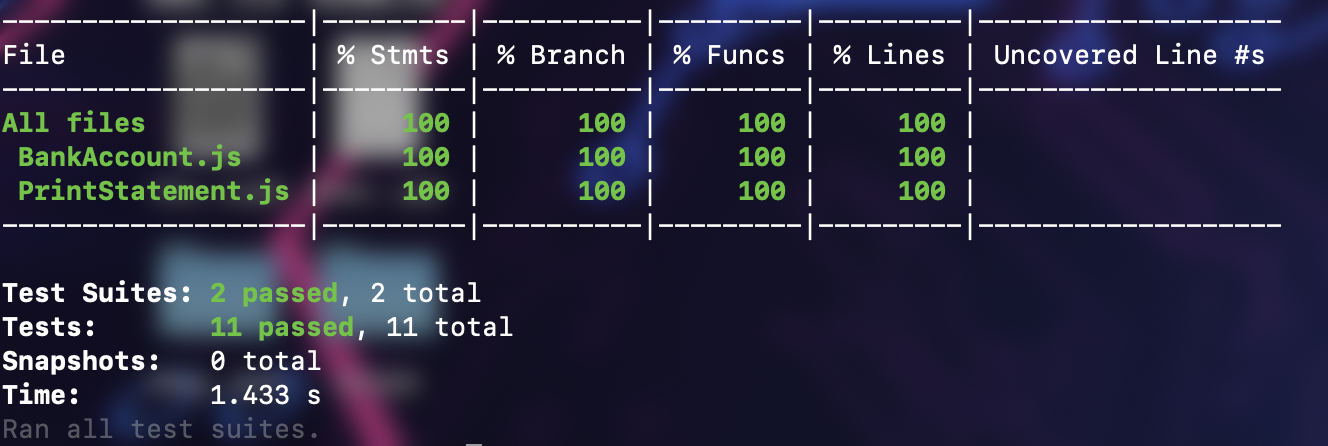 -------------------|---------|----------|---------|---------|-------------------
File               | % Stmts | % Branch | % Funcs | % Lines | Uncovered Line #s
-------------------|---------|----------|---------|---------|-------------------
All files          |     100 |      100 |     100 |     100 |
 BankAccount.js    |     100 |      100 |     100 |     100 |
 PrintStatement.js |     100 |      100 |     100 |     100 |
-------------------|---------|----------|---------|---------|-------------------
Test Suites: 2 passed, 2 total
Tests:       11 passed, 11 total
Snapshots:   0 total
Time:        1.433 s
Ran all test suites.